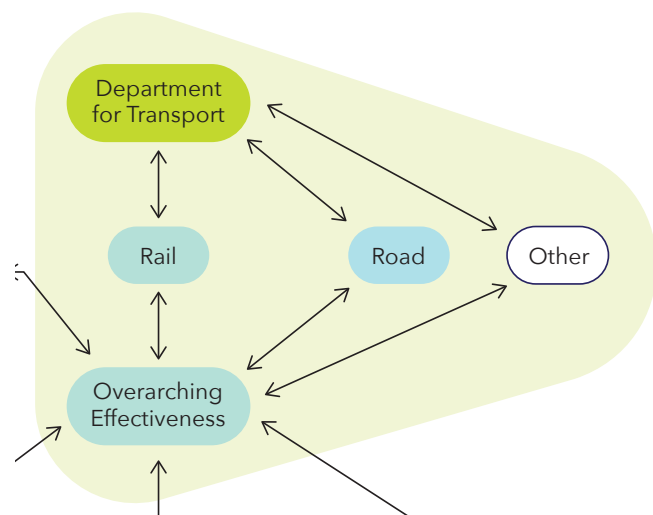 Department
for Transport
Rail
Road
Other
Overarching
Effectiveness